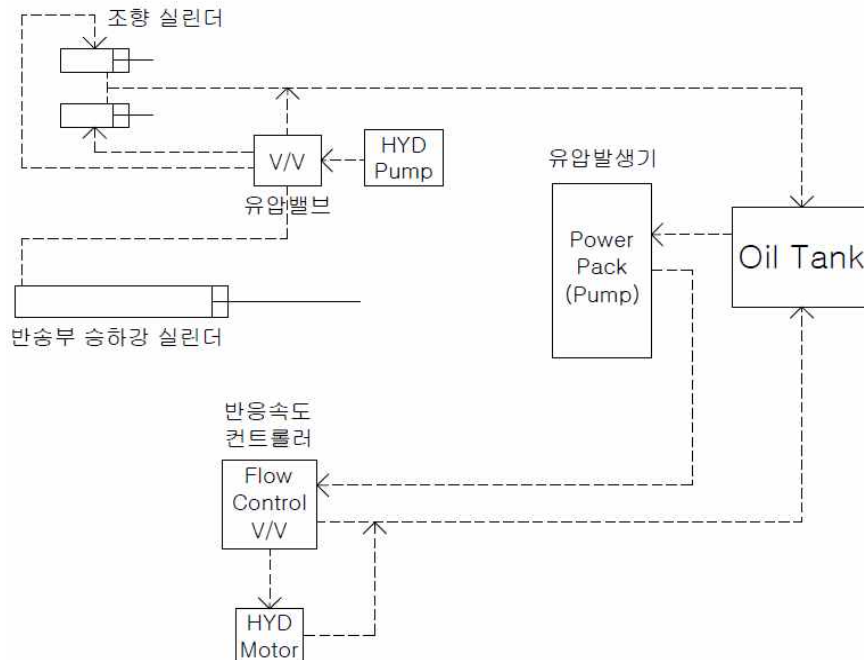 조향 실린더
HYD
Pump
V/V
유압밸브
유압발생기
Power
Pack
(Pump)
Oil Tank
반송부 승하강 실린더
반응속도
컨트롤러
Flow
Control
V/V
HYD
Motor